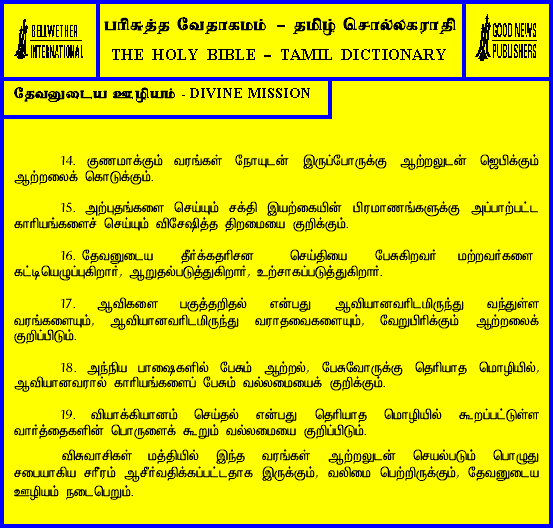 BELLWETHER
INTERNATIONAL
பரிசுத்த வேதாகமம் – தமிழ் சொல்லகராதி
THE HOLY BIBLE – TAMIL DICTIONARY
GOOD NEWS
PUBLISHERS
தேவனுடைய ஊழியம் - DIVINE MISSION
14. குணமாக்கும் வரங்கள் நோயுடன் இருப்போருக்கு ஆற்றலுடன் ஜெபிக்கும்
ஆற்றலைக் கொடுக்கும்.
15. அற்புதங்களை செய்யும் சக்தி இயற்கையின் பிரமாணங்களுக்கு அப்பாற்பட்ட
காரியங்களைச் செய்யும் விசேஷித்த திறமையை குறிக்கும்.
16. தேவனுடைய தீர்க்கதரிசன செய்தியை பேசுகிறவர் மற்றவர்களை
கட்டியெழுப்புகிறார், ஆறுதல்படுத்துகிறார், உற்சாகப்படுத்துகிறார்.
17. ஆவிகளை பகுத்தறிதல் என்பது ஆவியானவரிடமிருந்து வந்துள்ள
வரங்களையும், ஆவியானவரிடமிருந்து வராதவைகளையும், வேறுபிரிக்கும் ஆற்றலைக்
குறிப்பிடும்.
18. அந்நிய பாஷைகளில் பேசும் ஆற்றல், பேசுவோருக்கு தெரியாத மொழியில்,
ஆவியானவரால் காரியங்களைப் பேசும் வல்லமையைக் குறிக்கும்.
19. வியாக்கியானம் செய்தல் என்பது தெரியாத மொழியில் கூறப்பட்டுள்ள
வார்த்தைகளின் பொருளைக் கூறும் வல்லமையை குறிப்பிடும்.
விசுவாசிகள் மத்தியில் இந்த வரங்கள் ஆற்றலுடன் செயல்படும் பொழுது
சபையாகிய சரீரம் ஆசீர்வதிக்கப்பட்டதாக இருக்கும், வலிமை பெற்றிருக்கும், தேவனுடைய
ஊழியம் நடைபெறும்.